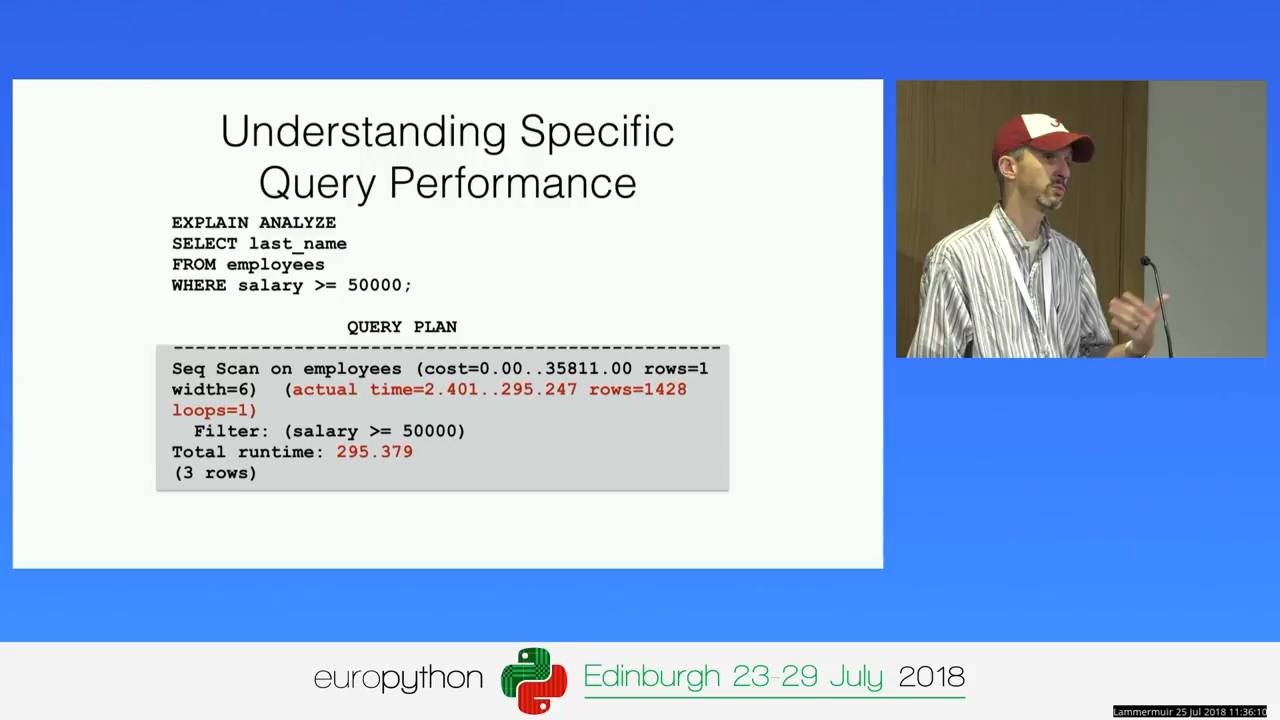 Understanding Specific
Query Performance
EXPLAIN ANALYZE
SELECT last_name
FROM employees
WHERE salary >= 50000;
QUERY PLAN
--------------------------------------------------
Seq Scan on employees (cost=0.00..35811.00 rows=1
width=6) (actual time=2.401..295.247 rows=1428
loops=1)
Filter: (salary >= 50000)
Total runtime: 295.379
(3 rows)
europython Edinburgh 23-29 July 2018
Lammermuir 25 Jul 2018 11:36:10